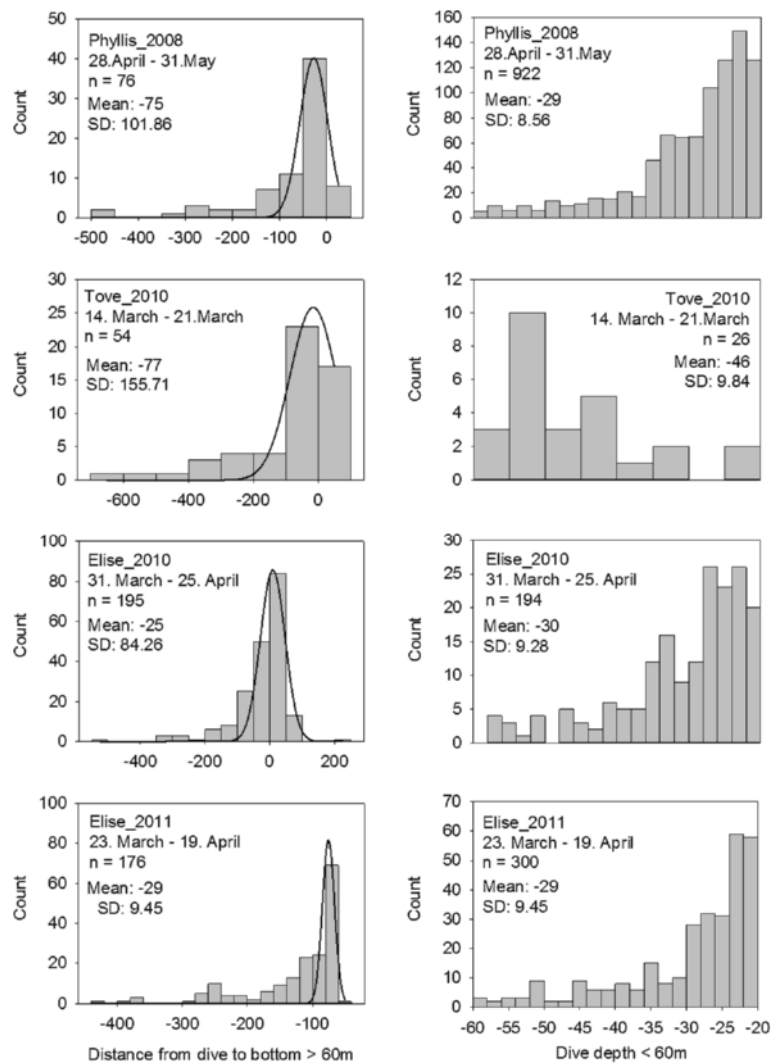 50
40
30
20
10
0
Count
Phyllis_2008
28.April - 31.May
n = 76
Mean: -75
SD: 101.86
-500 -400 -300 -200 -100 0
160
140
120
100
80
60
40
20
0
Count
Phyllis_2008
28.April - 31.May
n = 922
Mean: -29
SD: 8.56
30
25
20
15
10
5
0
Count
Tove_2010
14. March - 21.March
n = 54
Mean: -77
SD: 155.71
-600 -400 -200 0
12
10
8
6
4
2
0
Count
Tove_2010
14. March - 21.March
n = 26
Mean: -46
SD: 9.84
100
80
60
40
20
0
Count
Elise_2010
31. March - 25. April
n = 195
Mean: -25
SD: 84.26
-400 -200 0 200
30
25
20
15
10
5
0
Count
Elise_2010
31. March - 25. April
n = 194
Mean: -30
SD: 9.28
100
80
60
40
20
0
Count
Elise_2011
23. March - 19. April
n = 176
Mean: -29
SD: 9.45
-400 -300 -200 -100
Distance from dive to bottom > 60m
70
60
50
40
30
20
10
0
Count
Elise_2011
23. March - 19. April
n = 300
Mean: -29
SD: 9.45
-60 -55 -50 -45 -40 -35 -30 -25 -20
Dive depth < 60m